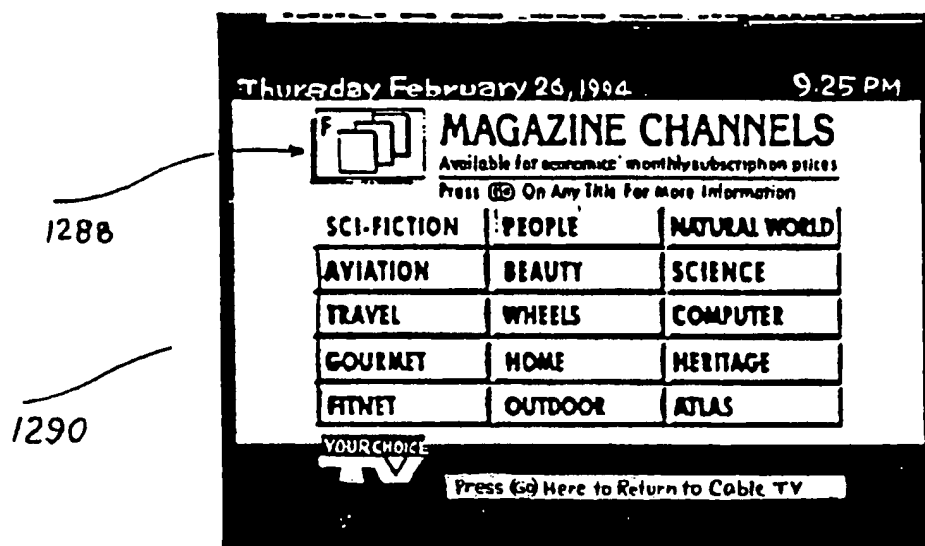 Thursday February 26, 1994 9:25 PM
F MAGAZINE CHANNELS
Available for economics' monthly subscription prices
Press Go On Any Title For More Information
1288
SCI-FICTION PEOPLE NATURAL WORLD
AVIATION BEAUTY SCIENCE
TRAVEL WHEELS COMPUTER
GOURMET HOME HERITAGE
FITNET OUTDOOR ATLAS
1290
YOUR CHOICE
TV
Press (Go) Here to Return to Cable TV